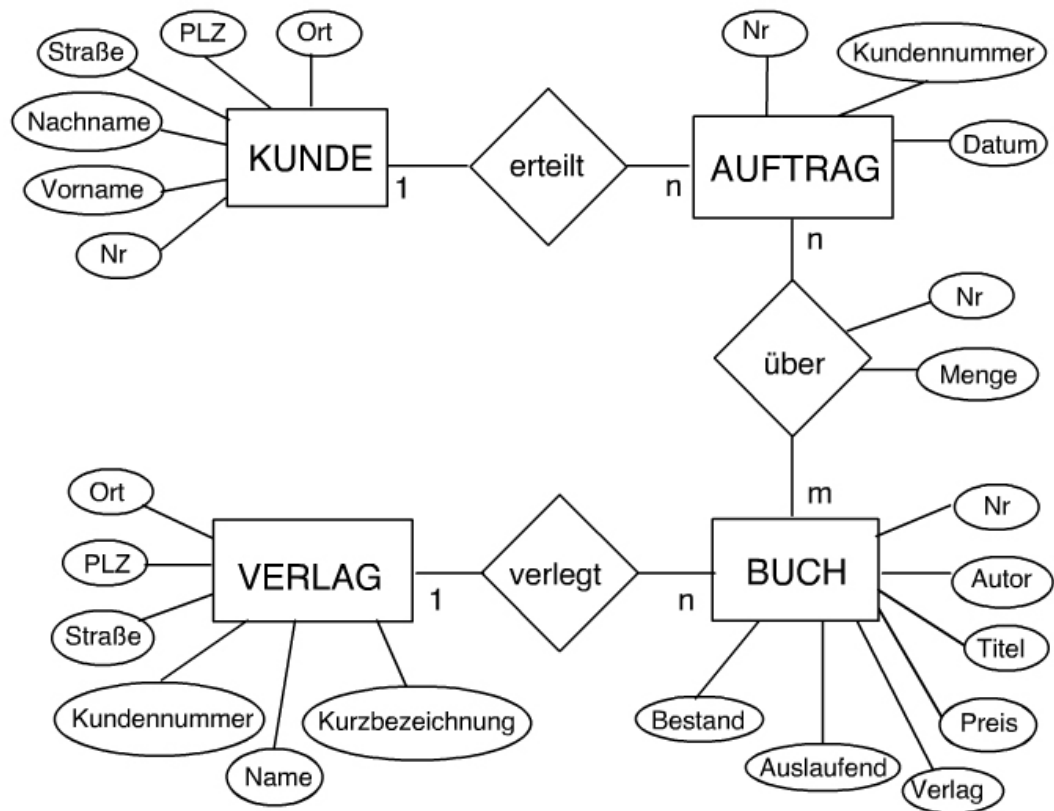 PLZ
Ort
Straße
Nachname
KUNDE
Vorname
Nr
1
erteilt
n
Nr
Kundennummer
AUFTRAG
Datum
n
über
Nr
Menge
m
Ort
PLZ
VERLAG
Straße
Kundennummer
Name
Kurzbezeichnung
1
verlegt
n
BUCH
Nr
Autor
Titel
Preis
Verlag
Auslaufend
Bestand